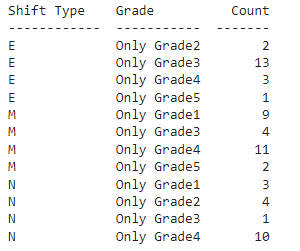 Shift Type Grade Count
------------ ----------- -------
E Only Grade2 2
E Only Grade3 13
E Only Grade4 3
E Only Grade5 1
M Only Grade1 9
M Only Grade3 4
M Only Grade4 11
M Only Grade5 2
N Only Grade1 3
N Only Grade2 4
N Only Grade3 1
N Only Grade4 10